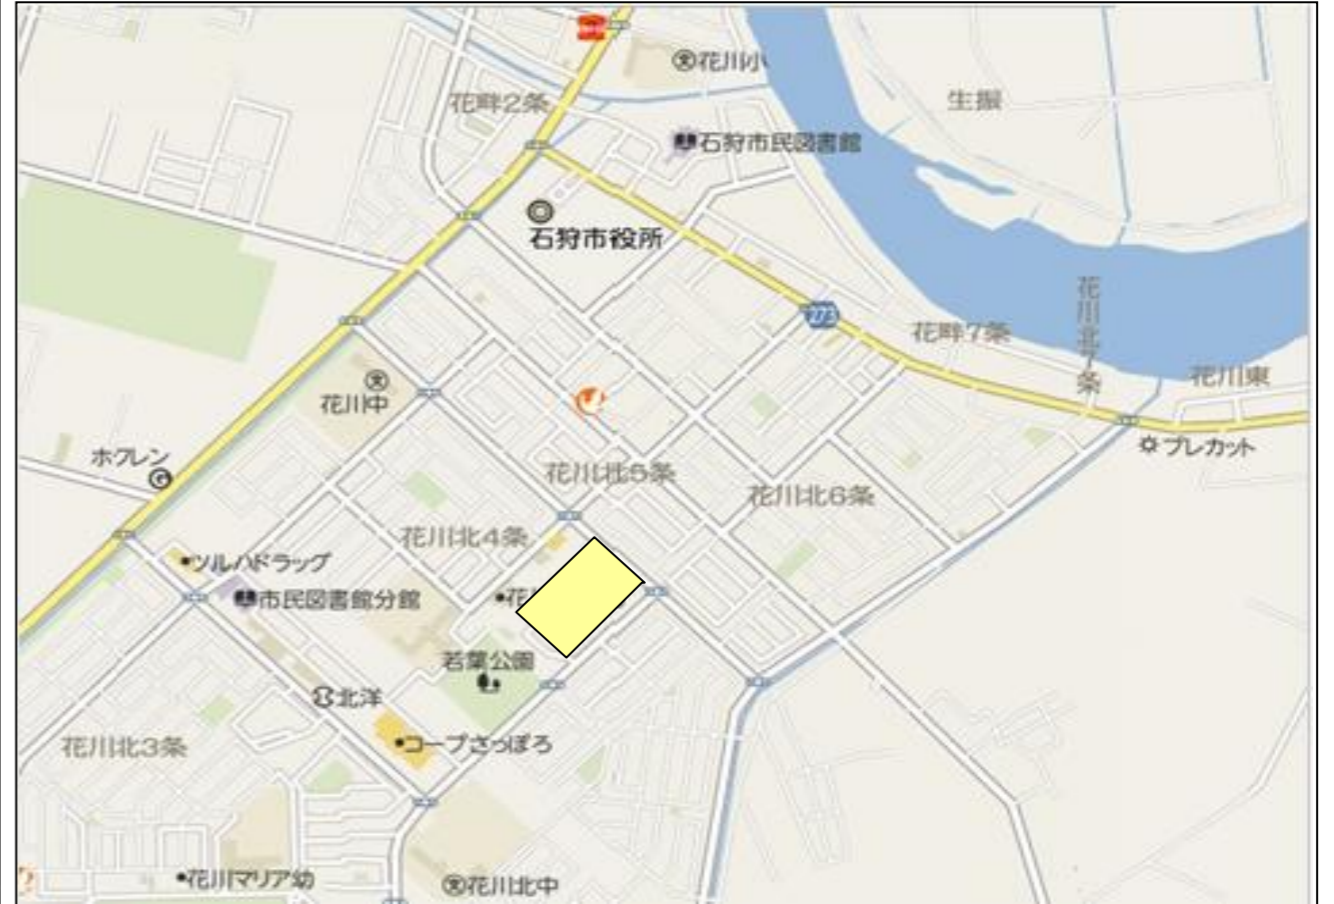 花川小
花畔2条
生振
石狩市民図書館
石狩市役所
花川北7条
273
花畔7条
花川東
花川中
プレカット
ホクレン
花川北5条
花川北6条
花川北4条
ツルハドラッグ
市民図書館分館
花
若葉公園
北洋
コープさっぽろ
花川北3条
花川マリア幼
花川北中